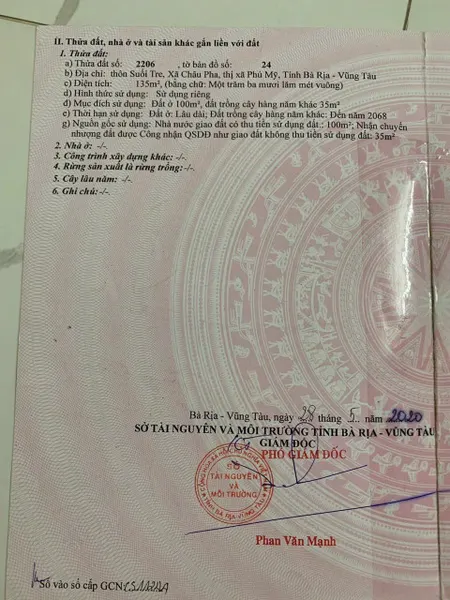 II. Thửa đất, nhà ở và tài sản khác gắn liền với đất
1. Thửa đất:
a) Thửa đất số: 2206, tờ bản đồ số: 24
b) Địa chỉ: thôn Suối Tre, Xã Châu Pha, thị xã Phú Mỹ, Tỉnh Bà Rịa - Vũng Tàu
c) Diện tích: 135m², (bằng chữ: Một trăm ba mươi lăm mét vuông)
d) Hình thức sử dụng: Sử dụng riêng
đ) Mục đích sử dụng: Đất ở 100m², đất trồng cây hàng năm khác 35m²
e) Thời hạn sử dụng: Đất ở: Lâu dài; Đất trồng cây hàng năm khác: Đến năm 2068
g) Nguồn gốc sử dụng: Nhà nước giao đất có thu tiền sử dụng đất.: 100m²; Nhận chuyển
nhượng đất được Công nhận QSDĐ như giao đất không thu tiền sử dụng đất: 35m²
2. Nhà ở: -/-
3. Công trình xây dựng khác: -/-
4. Rừng sản xuất là rừng trồng: -/-
5. Cây lâu năm: -/-
6. Ghi chú:-/-
Bà Rịa - Vũng Tàu, ngày 28 tháng 5 năm 2020
SỞ TÀI NGUYÊN VÀ MÔI TRƯỜNG TỈNH BÀ RỊA - VŨNG TÀU
GIÁM ĐỐC
PHÓ GIÁM ĐỐC
SỞ
TÀI NGUYÊN
VÀ
MÔI TRƯỜNG
TỈNH BÀ RỊA-VŨNG TÀU
Phan Văn Mạnh
Số vào sổ cấp GCN: